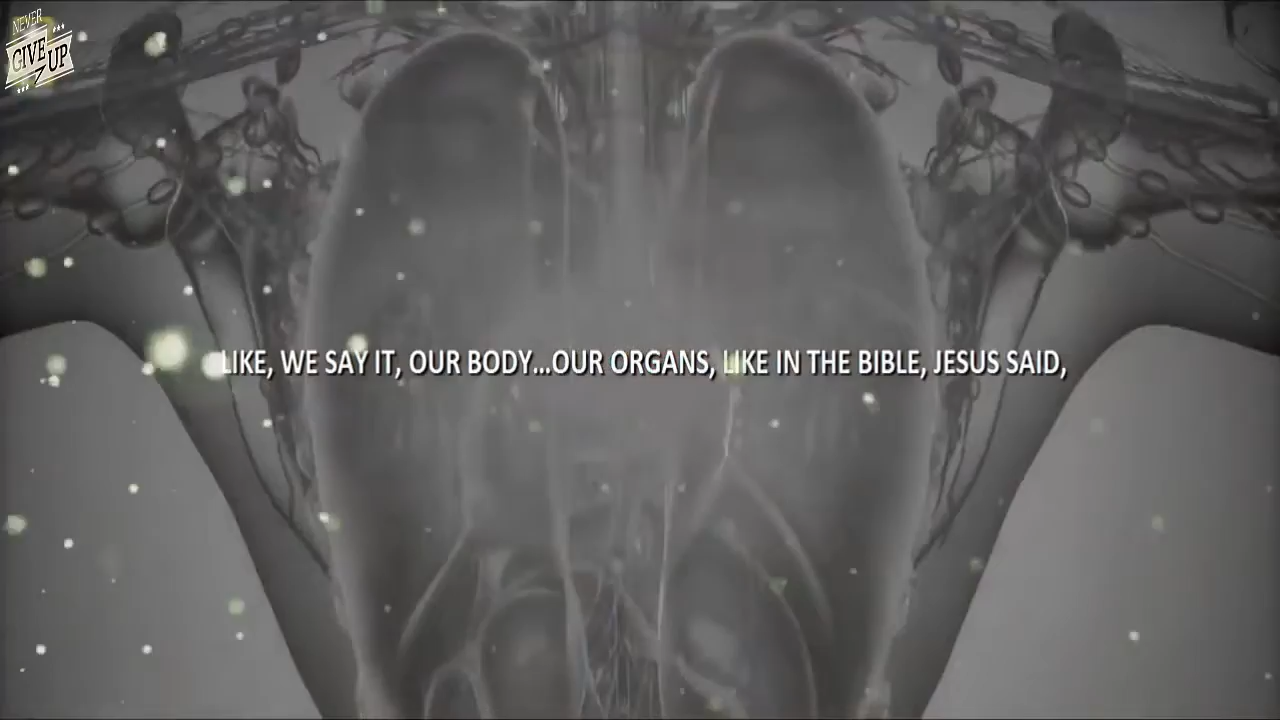 NEVER
GIVE UP
LIKE, WE SAY IT, OUR BODY...OUR ORGANS, LIKE IN THE BIBLE, JESUS SAID,